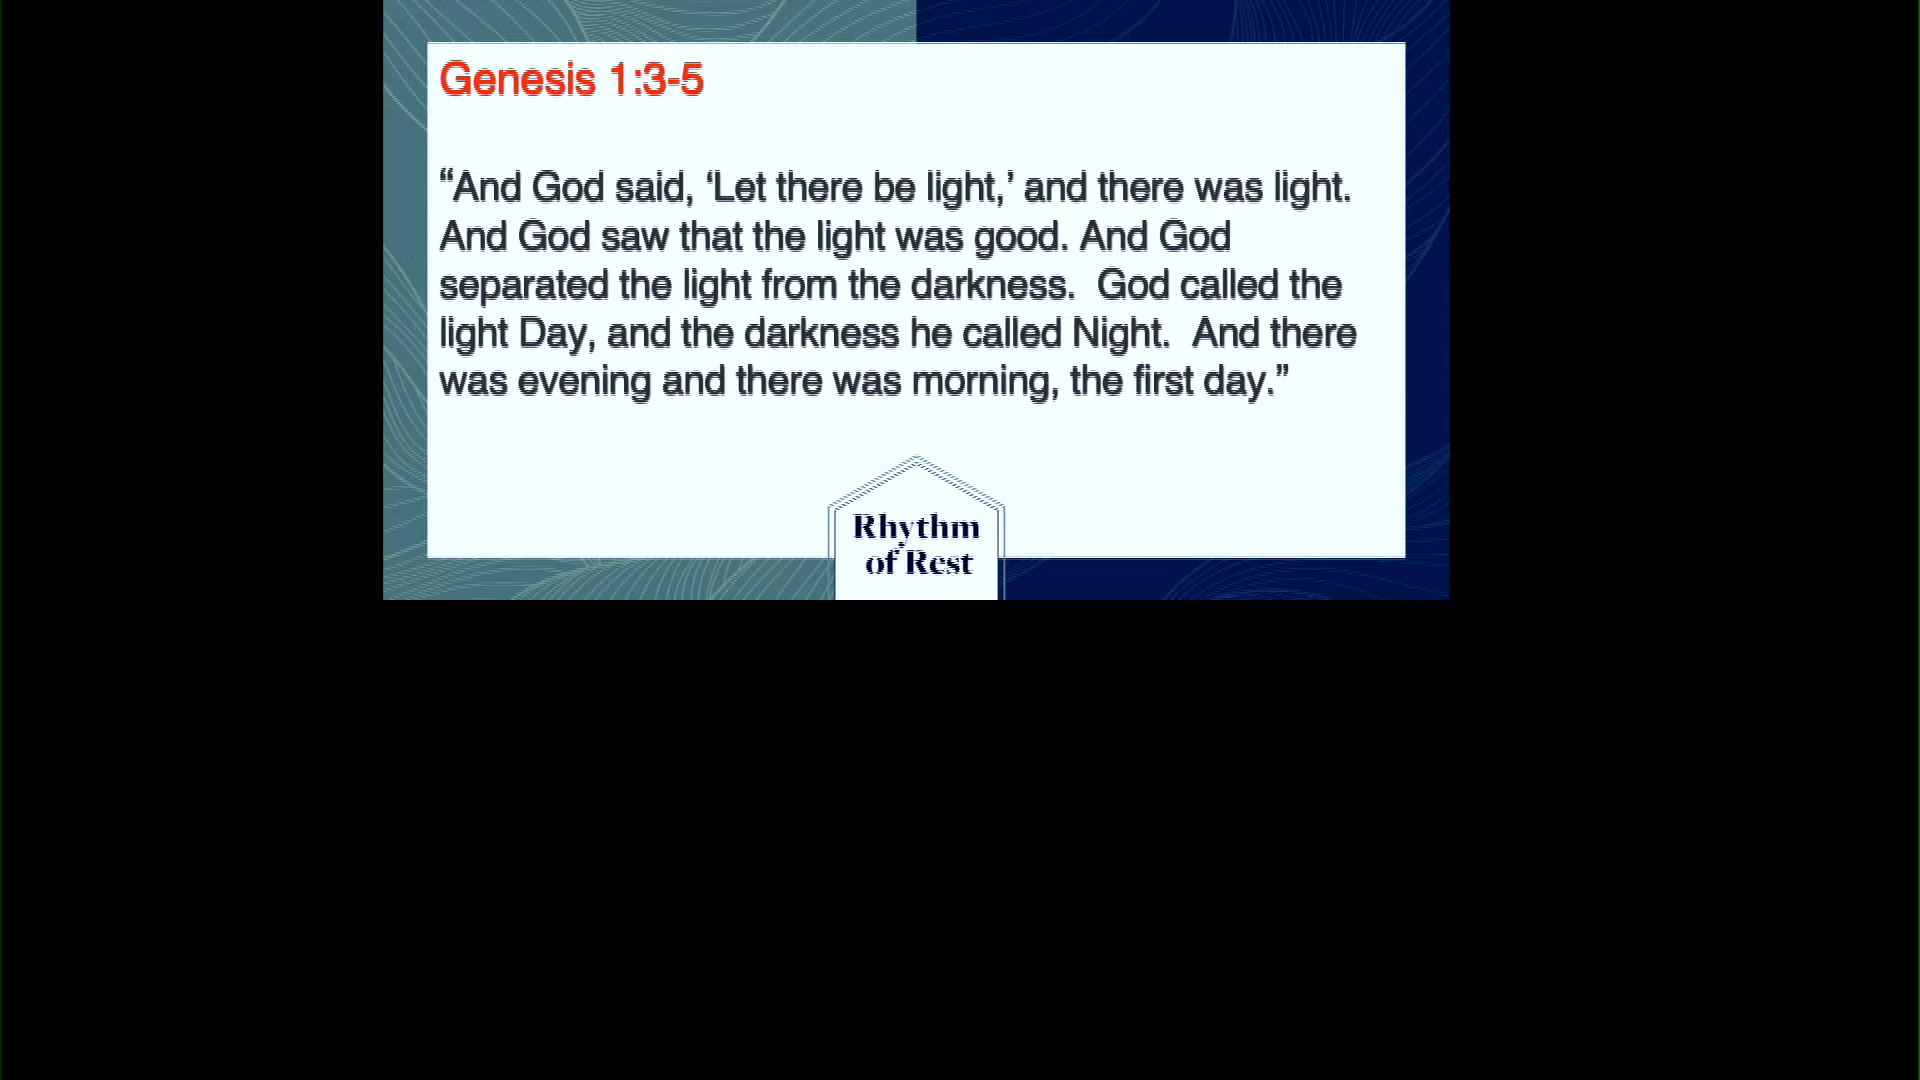 Genesis 1:3-5
“And God said, ‘Let there be light,’ and there was light.
And God saw that the light was good. And God
separated the light from the darkness.  God called the
light Day, and the darkness he called Night.  And there
was evening and there was morning, the first day.”
Rhythm
of Rest